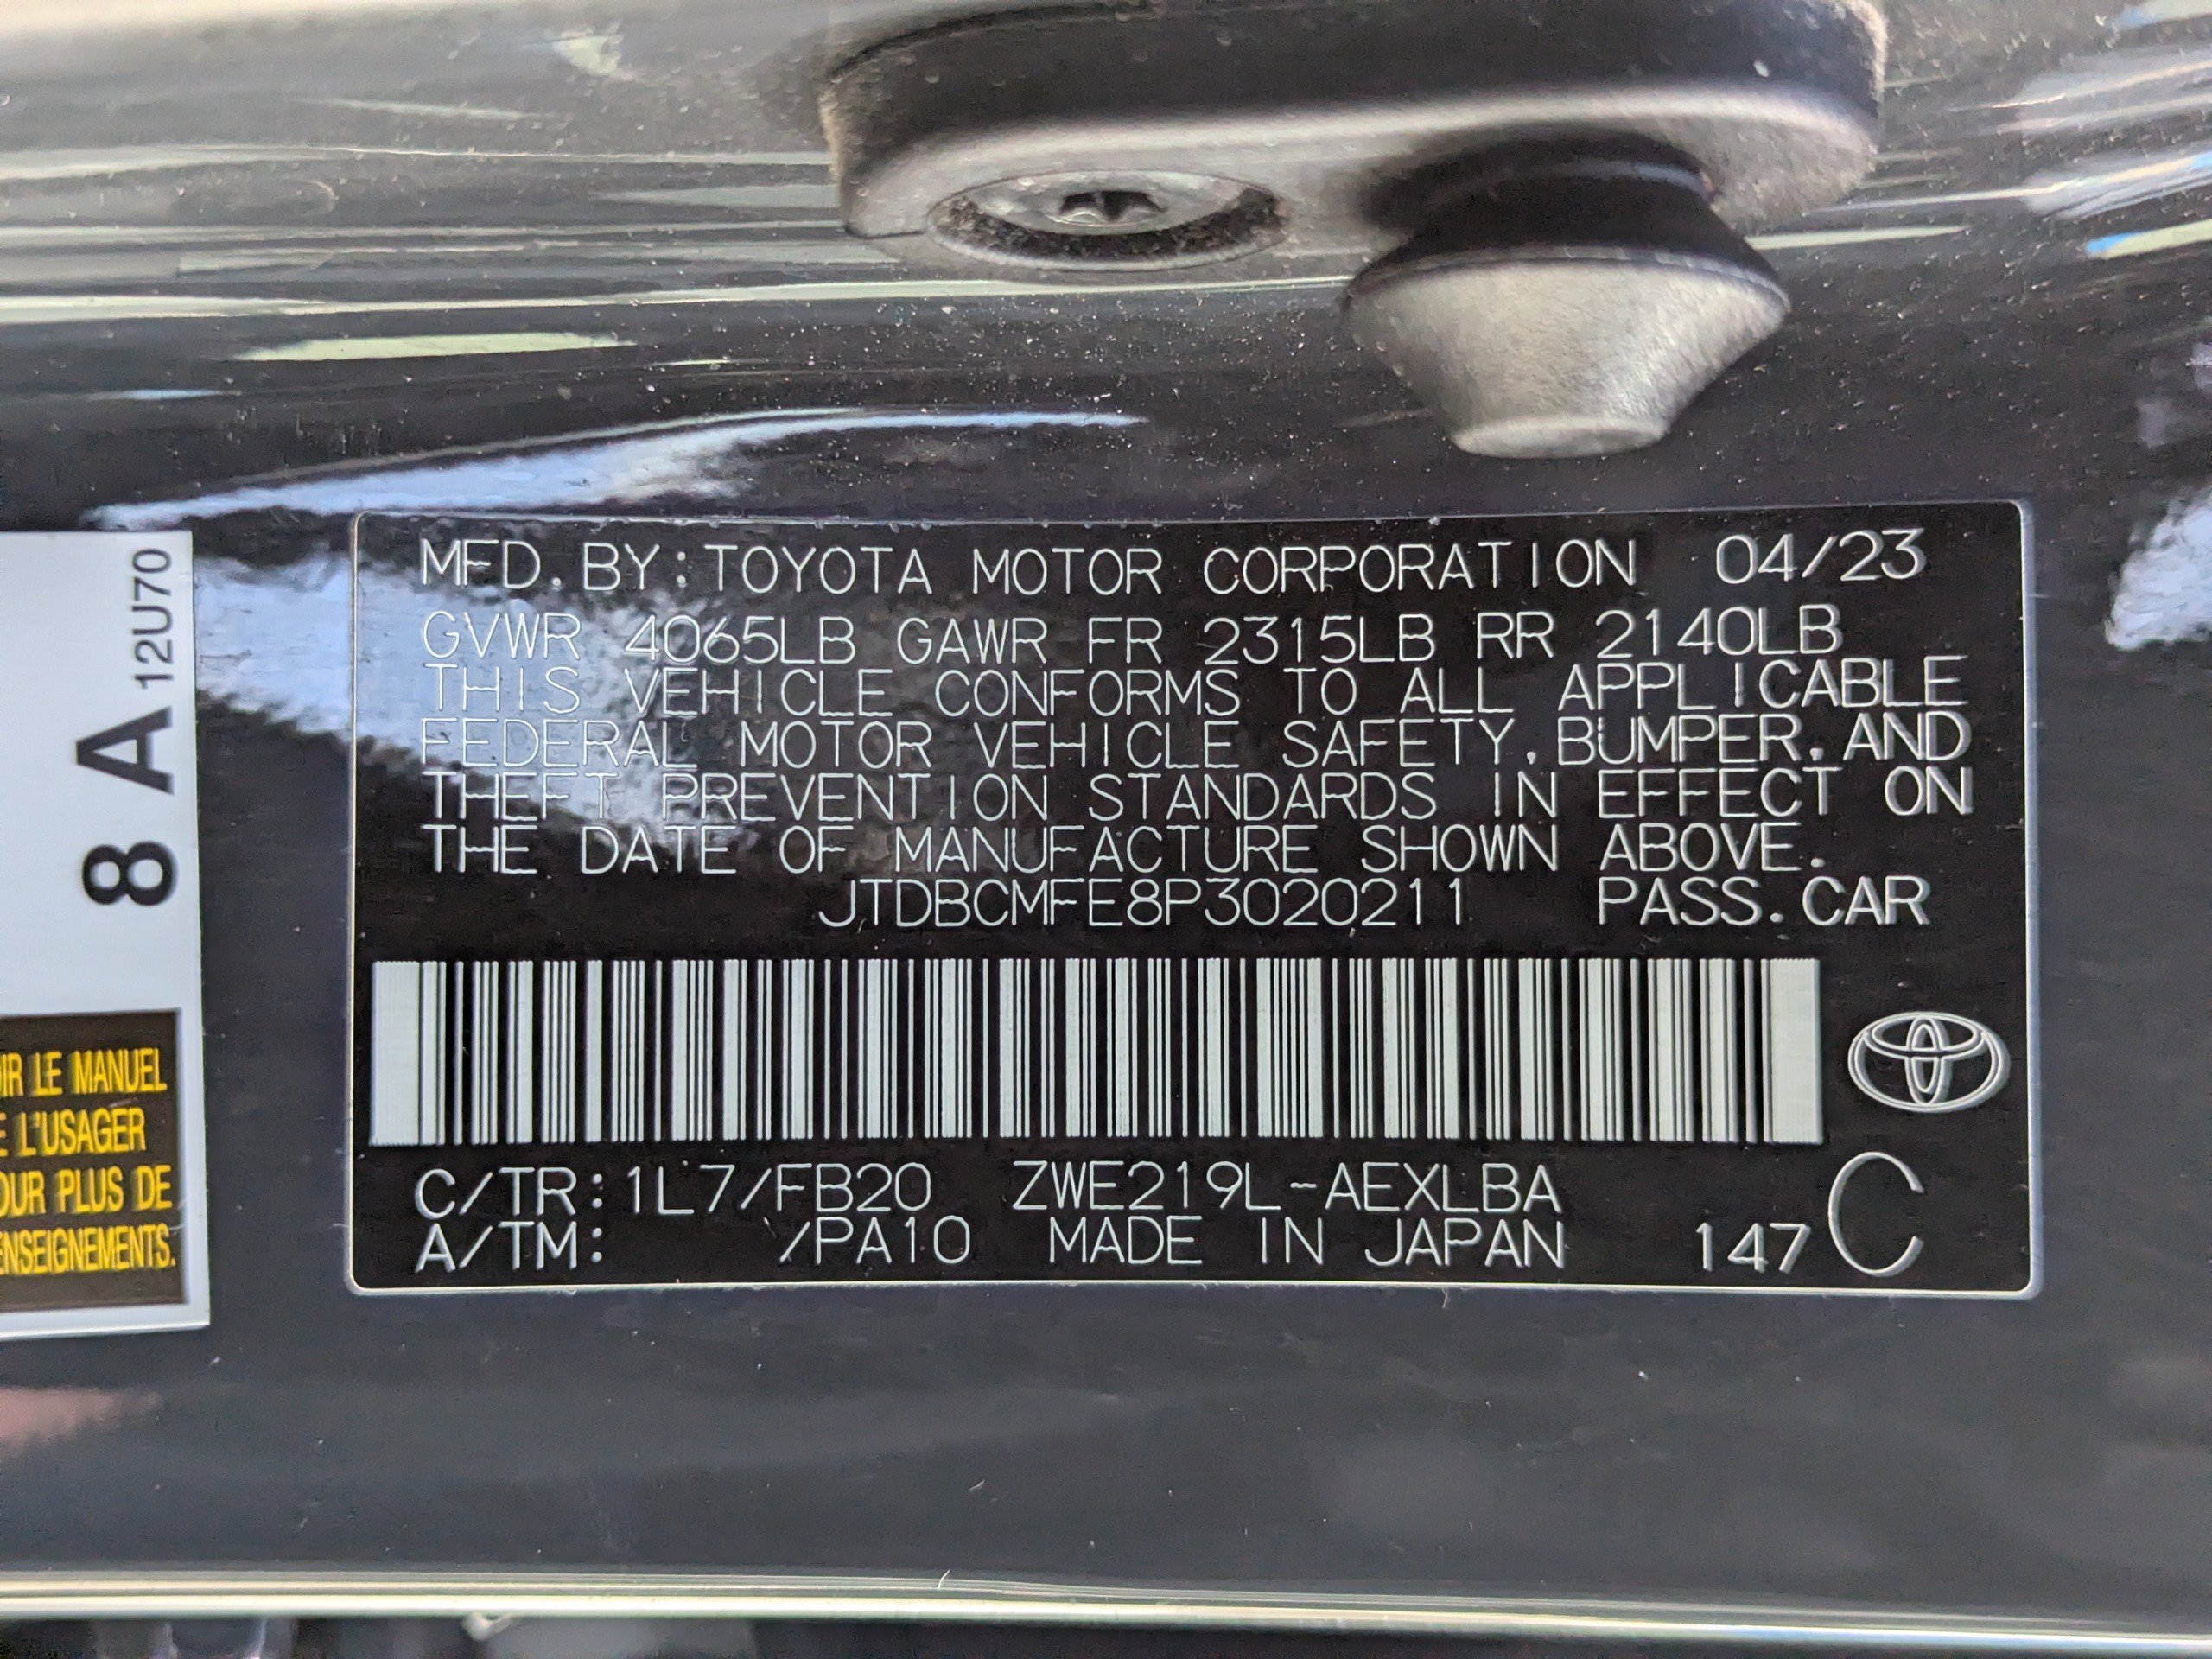 12U70
8 A
IR LE MANUEL
E L'USAGER
OUR PLUS DE
ENSEIGNEMENTS.
MFD. BY: TOYOTA MOTOR CORPORATION 04/23
GVWR 4065LB GAWR FR 2315LB RR 2140LB
THIS VEHICLE CONFORMS TO ALL APPLICABLE
FEDERAL MOTOR VEHICLE SAFETY, BUMPER, AND
THEFT PREVENTION STANDARDS IN EFFECT ON
THE DATE OF MANUFACTURE SHOWN ABOVE.
JTDBCMFE8P3020211 PASS. CAR
C/TR: 1L7/FB20 ZWE219L-AEXLBA
A/TM: /PA10 MADE IN JAPAN 147 C